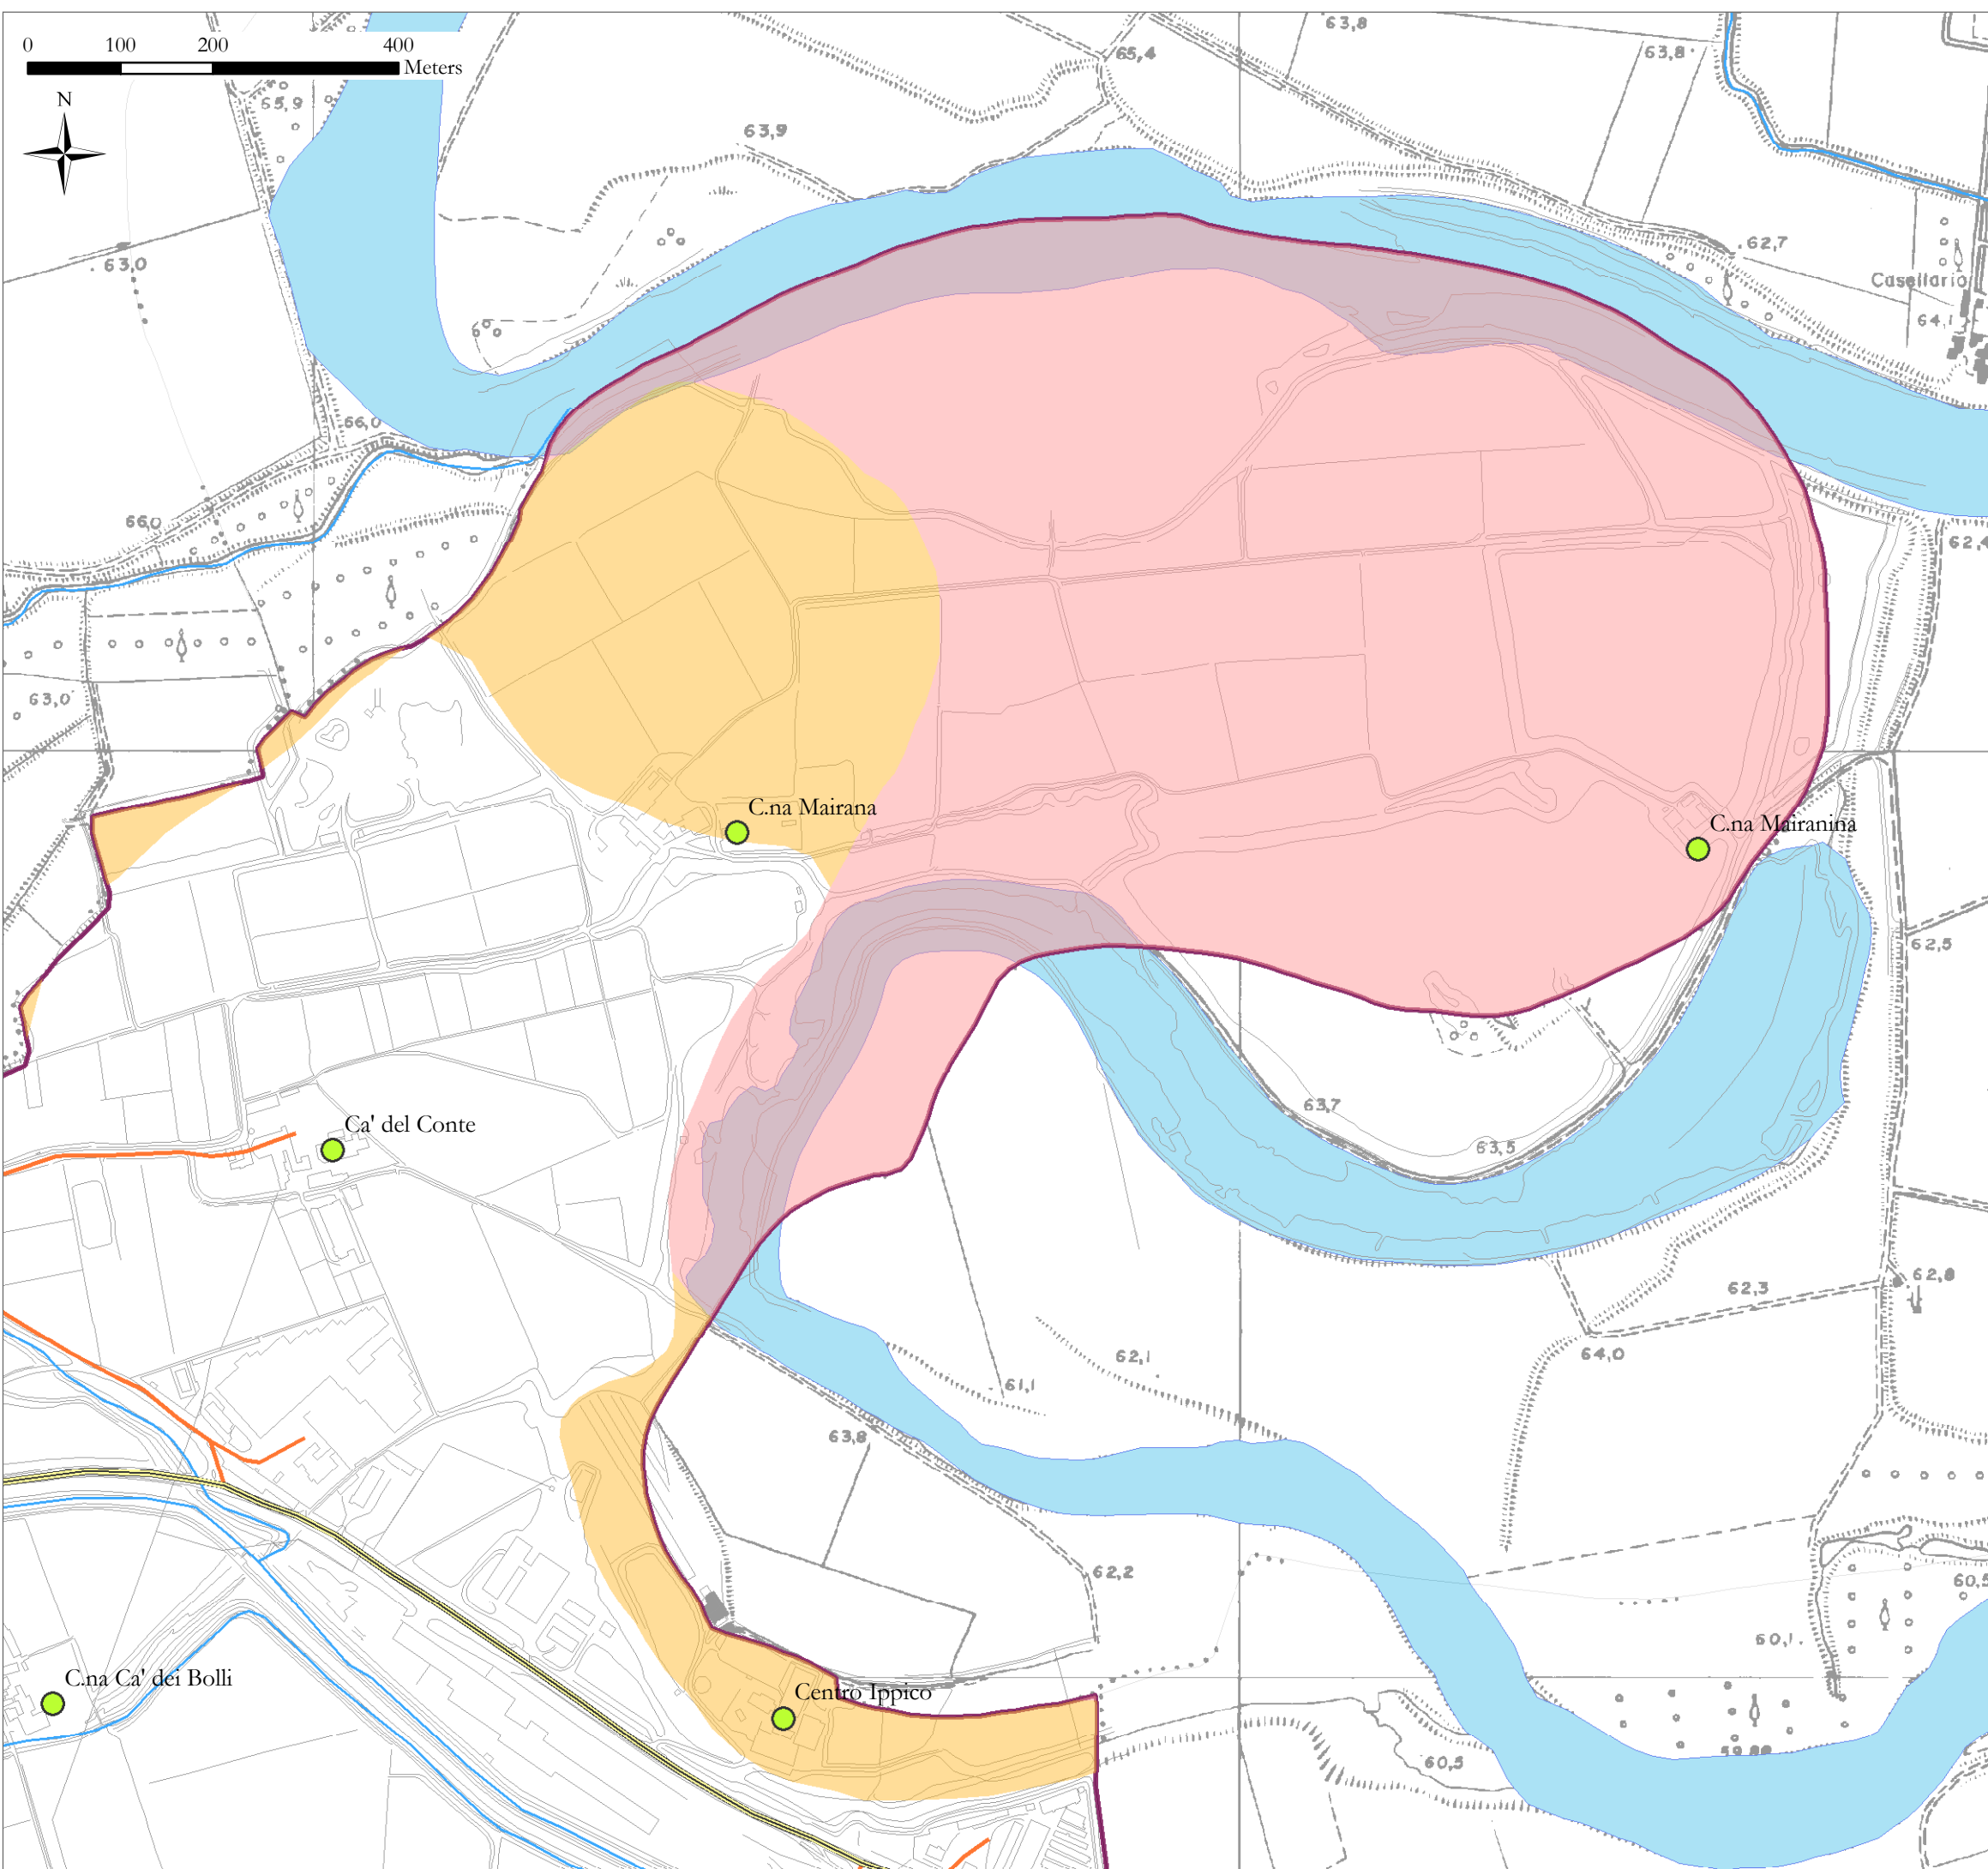 0 100 200 400
Meters
N
63,8
65,4
63,8
65,9
63,9
62,7
63,0
Casellario
64,1
66,0
66,0
62,4
63,0
C.na Mairana
C.na Mairanina
62,5
63,7
Ca' del Conte
63,5
62,8
62,3
62,1
64,0
61,1
63,8
62,2
60,5
60,1
C.na Ca' dei Bolli
Centro Ippico
60,5